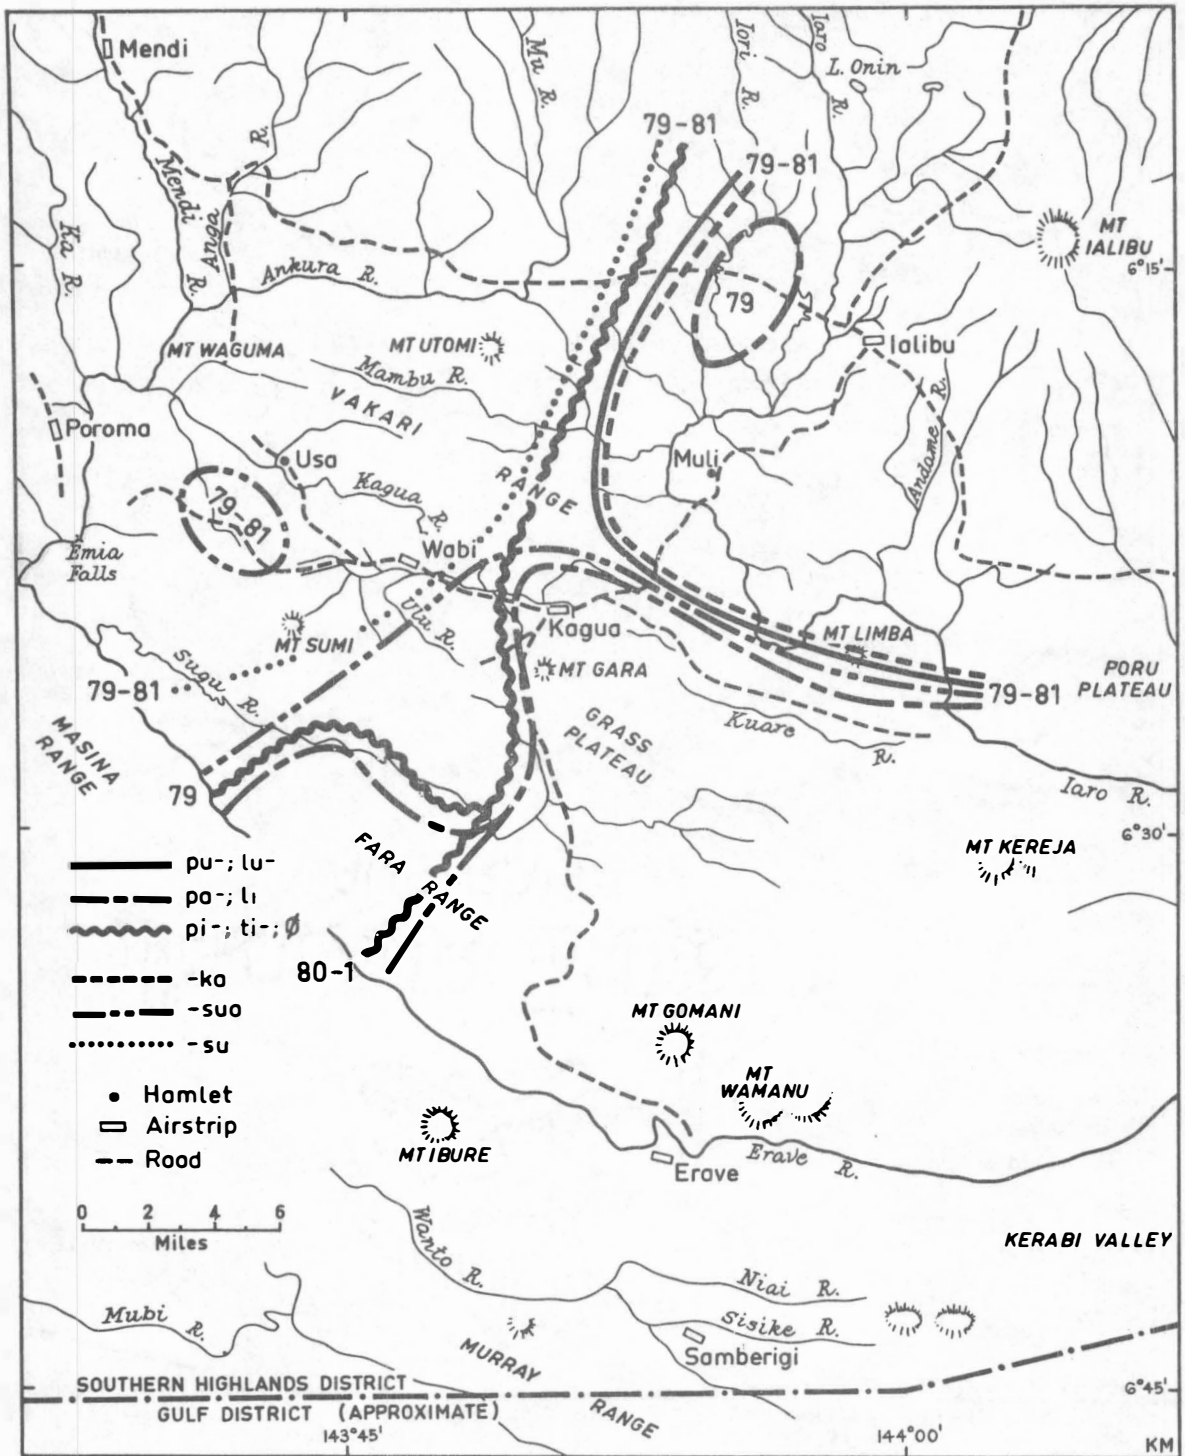 Mendi
Mu R.
Iori R.
Iaro R.
L. Onin
79-81
79-81
MT
IALIBU
6°15'
Ka R.
Mendi R.
Anga R.
Ankura R.
79
Ialibu
MT WAGUMA
MT UTOMI
Mambu R.
VAKARI
RANGE
Poroma
Usa
Muli
Andame R.
79-81
Kagua R.
Wabi
Emia
Falls
Ulu R.
Kagua
MT SUMI
MT LIMBA
MT GARA
Sugu R.
79-81
79-81
PORU
PLATEAU
MASINA
RANGE
GRASS
PLATEAU
Kuare R.
Iaro R.
79
6°30'
FARA
RANGE
MT KEREJA
pu-; lu-
pa-; li
pi-; ti-; ø
80-1
-ka
-sua
-su
Hamlet
Airstrip
Road
MT GOMANI
MT
WAMANU
MT IBURE
Erave
Erave R.
0 2 4 6
Miles
Wanto R.
KERABI VALLEY
Niai R.
Mubi R.
Sisike R.
MURRAY
RANGE
Samberigi
SOUTHERN HIGHLANDS DISTRICT
GULF DISTRICT (APPROXIMATE)
6°45'
143°45'
144°00'
KM